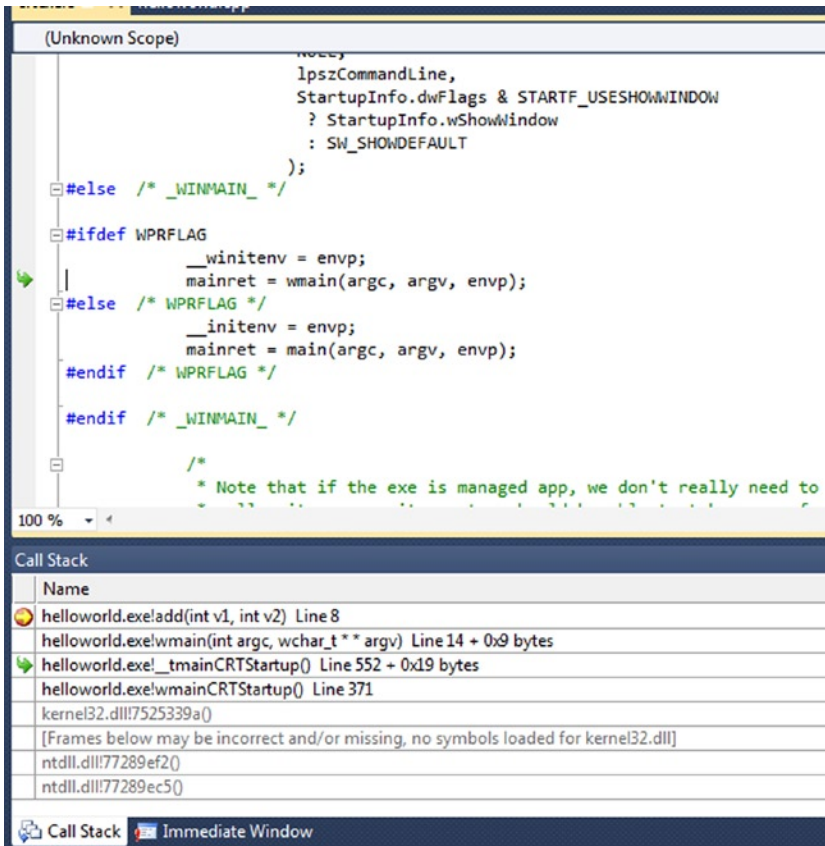 (Unknown Scope)
NULL,
lpszCommandLine,
StartupInfo.dwFlags & STARTF_USESHOWWINDOW
? StartupInfo.wShowWindow
: SW_SHOWDEFAULT
);
#else /* _WINMAIN_ */
#ifdef WPRFLAG
__winitenv = envp;
mainret = wmain(argc, argv, envp);
#else /* WPRFLAG */
__initenv = envp;
mainret = main(argc, argv, envp);
#endif /* WPRFLAG */
#endif /* _WINMAIN_ */
/*
* Note that if the exe is managed app, we don't really need to
100 %
Call Stack
Name
helloworld.exe!add(int v1, int v2) Line 8
helloworld.exe!wmain(int argc, wchar_t * * argv) Line 14 + 0x9 bytes
helloworld.exe!__tmainCRTStartup() Line 552 + 0x19 bytes
helloworld.exe!wmainCRTStartup() Line 371
kernel32.dll!7525339a()
[Frames below may be incorrect and/or missing, no symbols loaded for kernel32.dll]
ntdll.dll!77289ef2()
ntdll.dll!77289ec5()
Call Stack Immediate Window